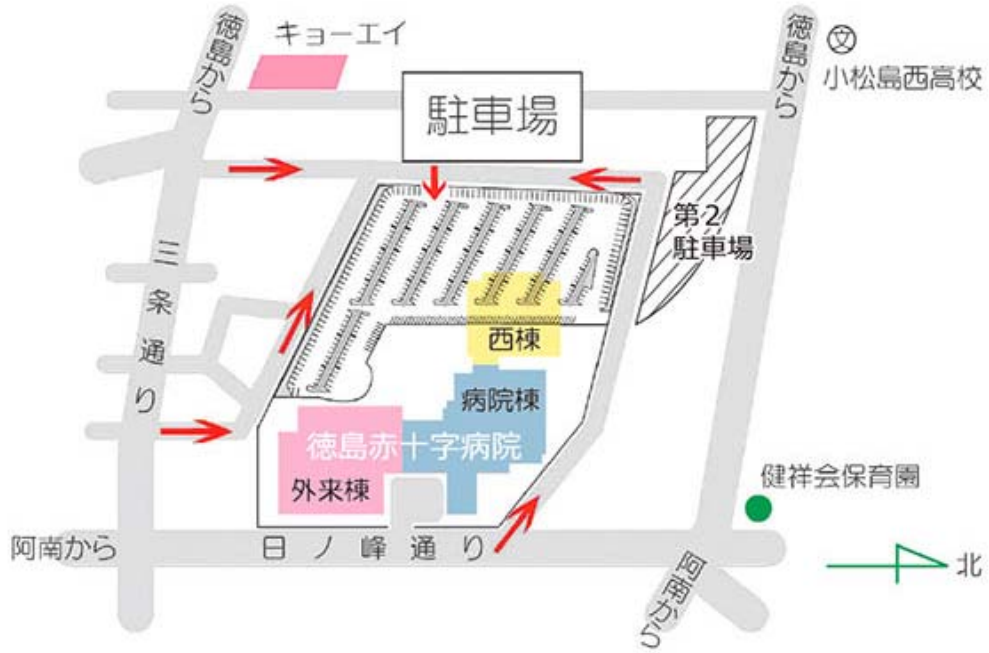 徳島から
キョーエイ
徳島から
文
小松島西高校
駐車場
第2
駐車場
三条通り
西棟
病院棟
徳島赤十字病院
外来棟
健祥会保育園
阿南から
日ノ峰通り
阿南から
北